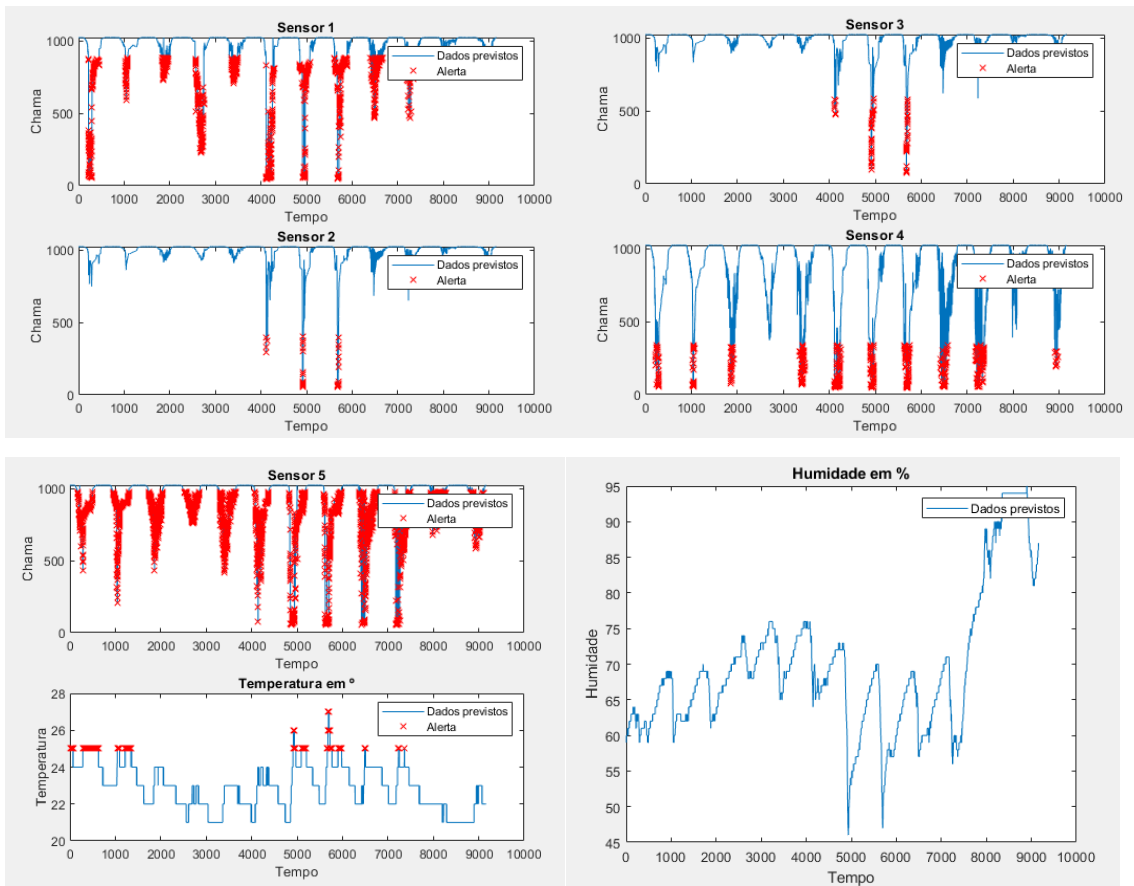 Sensor 1
1000
500
0
Chama
Dados previstos
Alerta
0 1000 2000 3000 4000 5000 6000 7000 8000 9000 10000
Tempo
Sensor 2
1000
500
0
Chama
Dados previstos
Alerta
0 1000 2000 3000 4000 5000 6000 7000 8000 9000 10000
Tempo
Sensor 3
1000
500
0
Chama
Dados previstos
Alerta
0 1000 2000 3000 4000 5000 6000 7000 8000 9000 10000
Tempo
Sensor 4
1000
500
0
Chama
Dados previstos
Alerta
0 1000 2000 3000 4000 5000 6000 7000 8000 9000 10000
Tempo
Sensor 5
1000
500
0
Chama
Dados previstos
Alerta
0 1000 2000 3000 4000 5000 6000 7000 8000 9000 10000
Tempo
Temperatura em º
28
26
24
22
20
Temperatura
Dados previstos
Alerta
0 1000 2000 3000 4000 5000 6000 7000 8000 9000 10000
Tempo
Humidade em %
95
90
85
80
75
70
65
60
55
50
45
Humidade
Dados previstos
0 1000 2000 3000 4000 5000 6000 7000 8000 9000 10000
Tempo